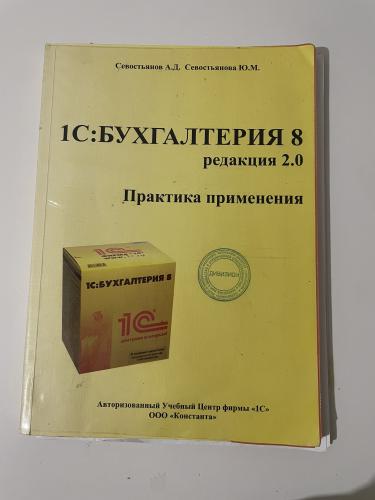 Севостьянов А.Д. Севостьянова Ю.М.
1С:БУХГАЛТЕРИЯ 8
редакция 2.0
Практика применения
1С:БУХГАЛТЕРИЯ 8
1С
ДИВИЛИОН
Авторизованный Учебный Центр фирмы «1С»
ООО «Константа»